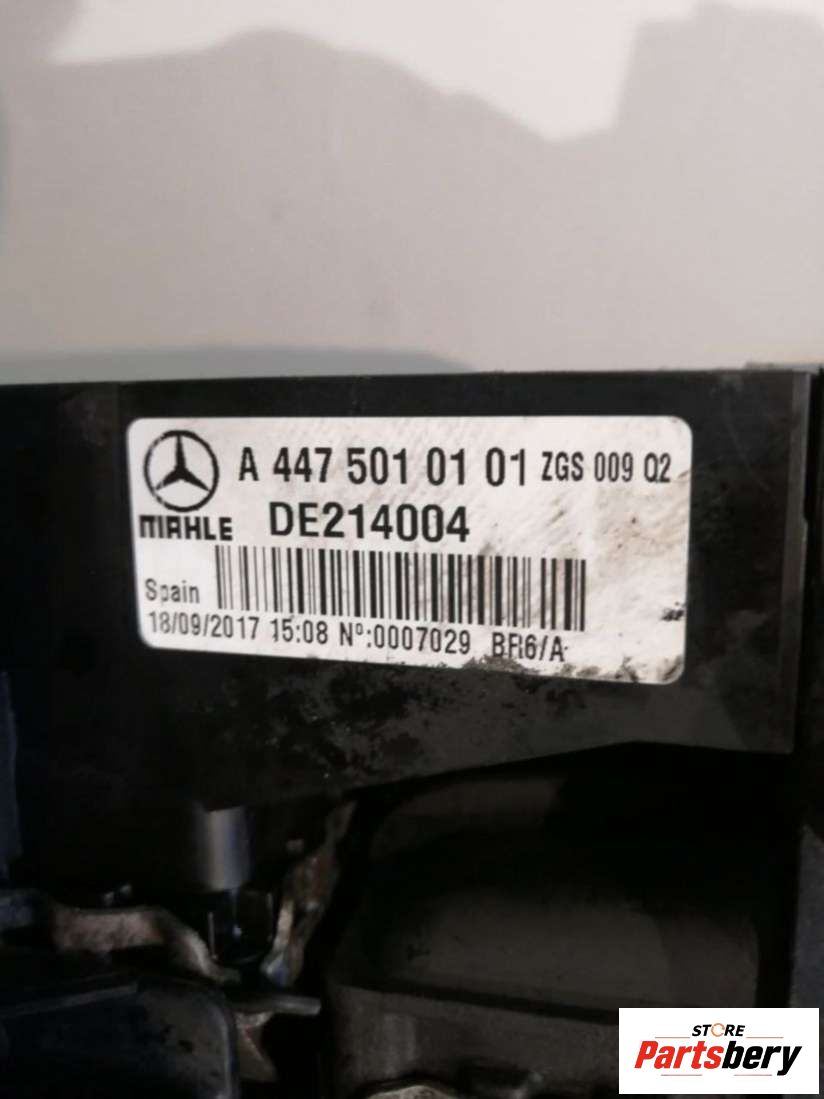 A 447 501 01 01 ZGS 009 Q2
MAHLE DE214004
Spain
18/09/2017 15:08 Nº:0007029 BR6/A
STORE
Partsbery